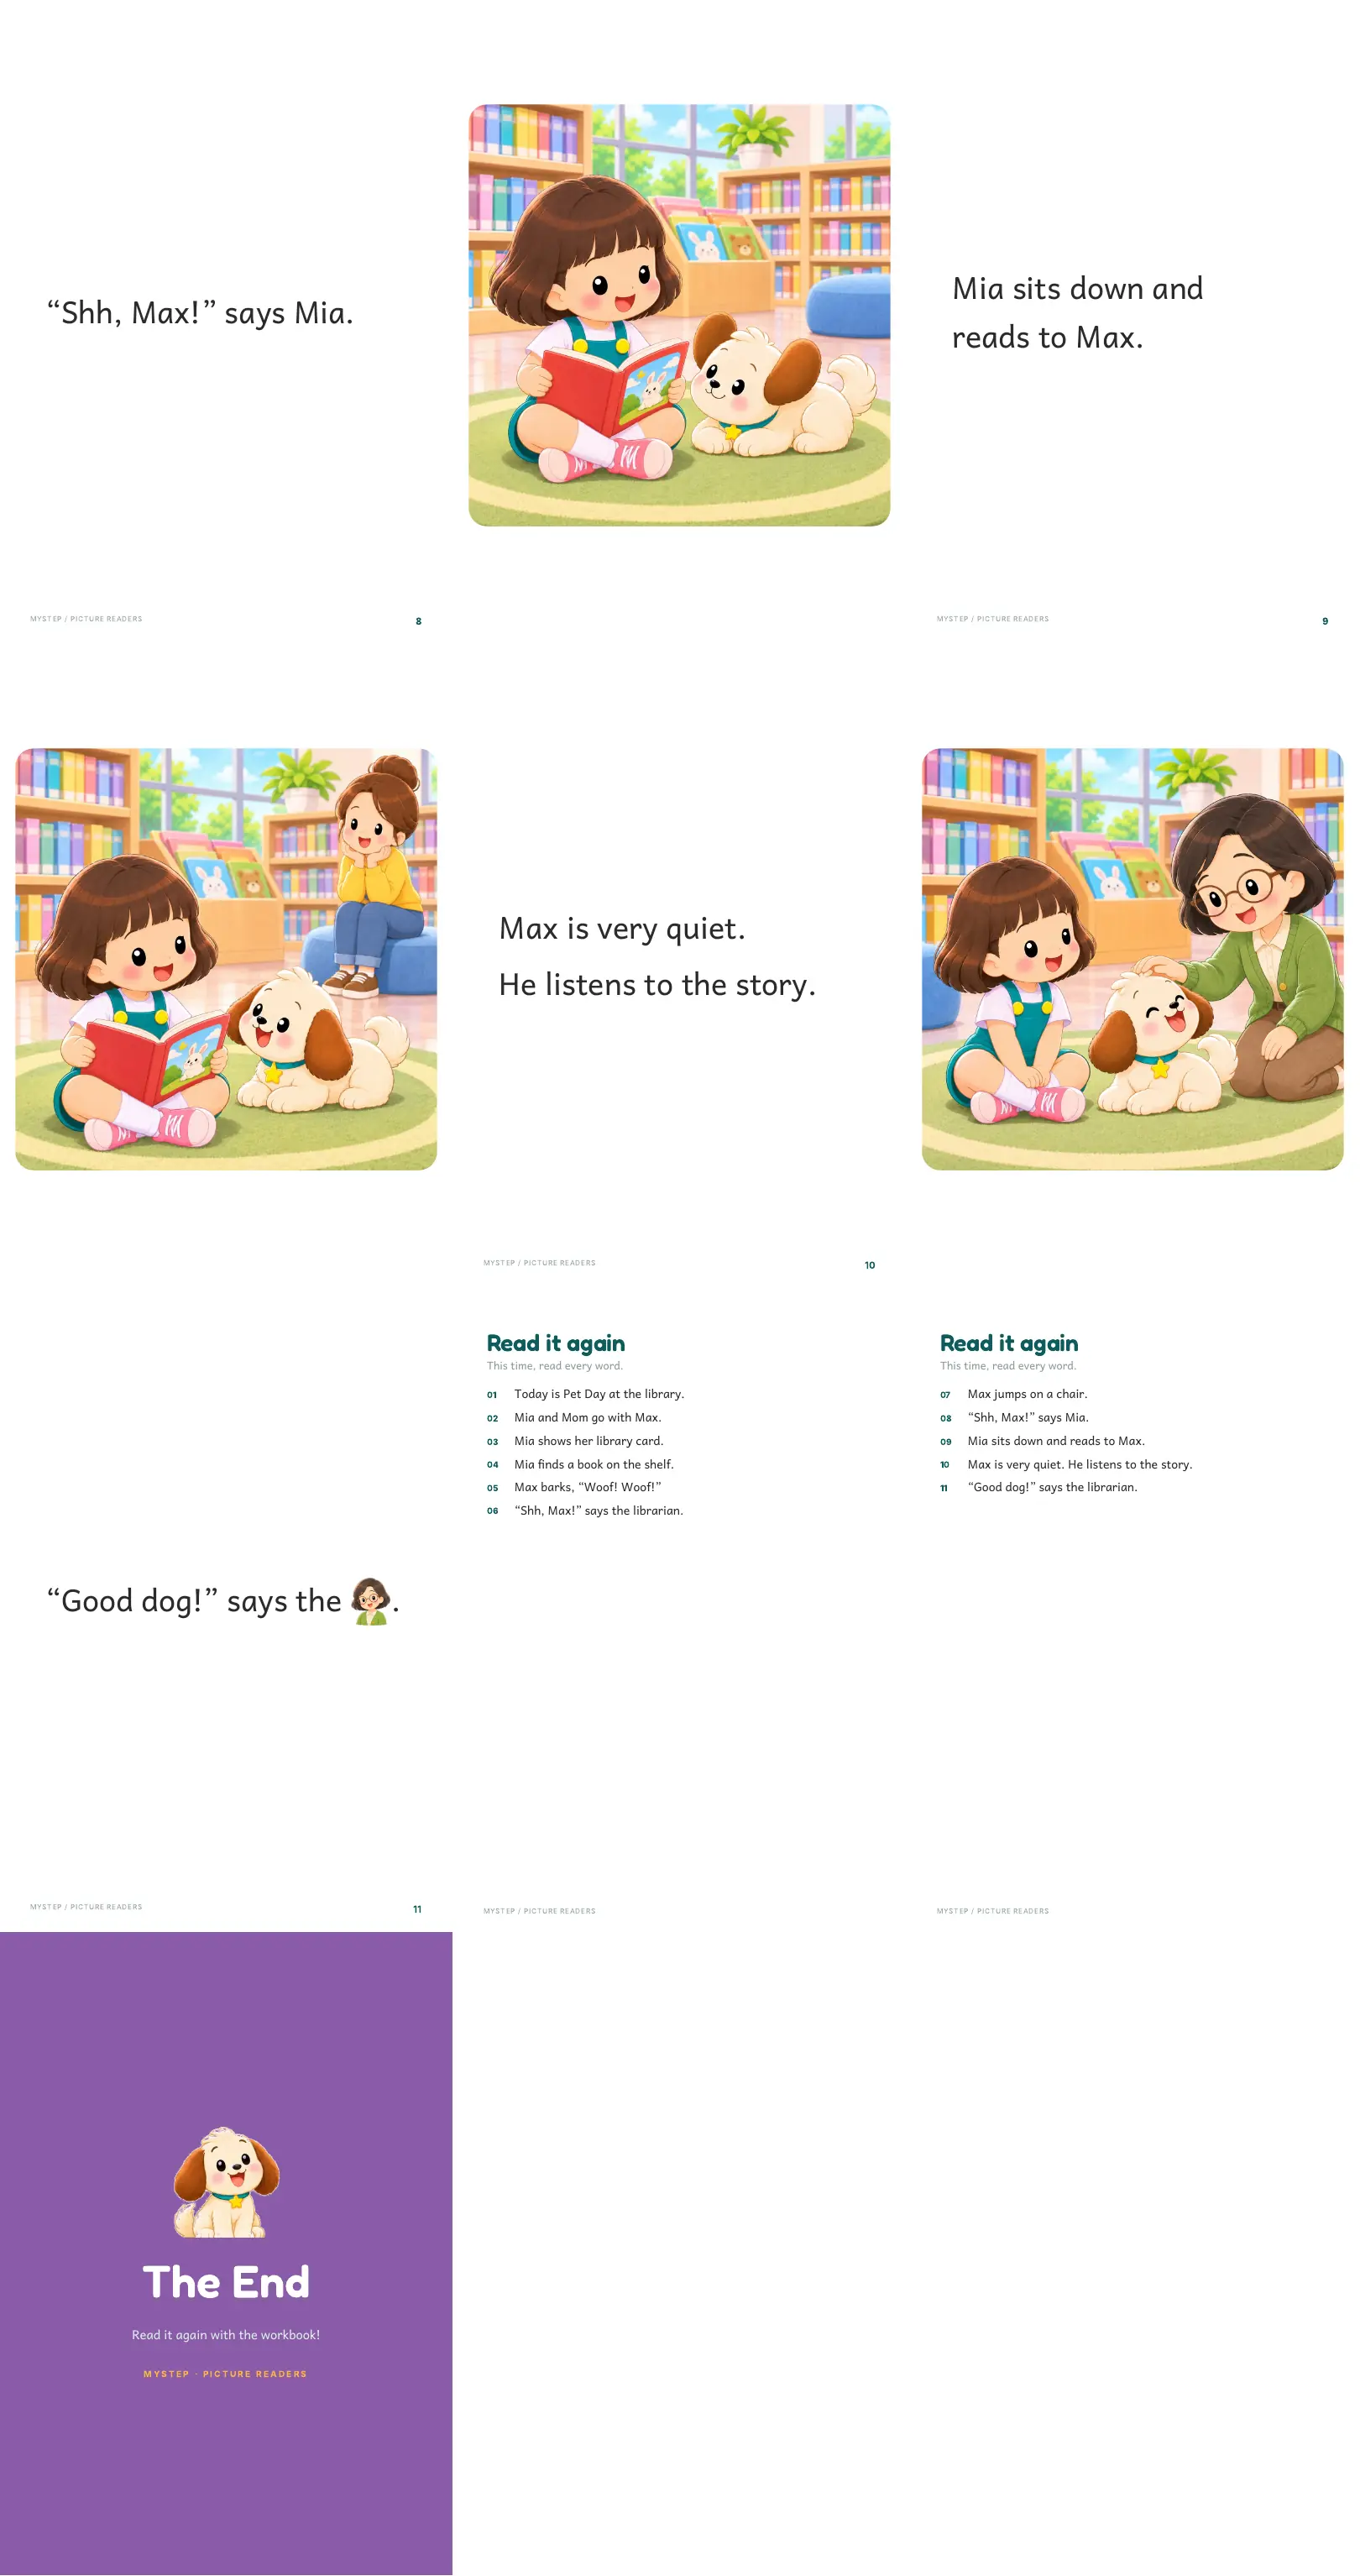 “Shh, Max!” says Mia.
MYSTEP / PICTURE READERS
8
Mia sits down and
reads to Max.
MYSTEP / PICTURE READERS
9
Max is very quiet.
He listens to the story.
MYSTEP / PICTURE READERS
10
“Good dog!” says the .
MYSTEP / PICTURE READERS
11
Read it again
This time, read every word.
01 Today is Pet Day at the library.
02 Mia and Mom go with Max.
03 Mia shows her library card.
04 Mia finds a book on the shelf.
05 Max barks, “Woof! Woof!”
06 “Shh, Max!” says the librarian.
MYSTEP / PICTURE READERS
Read it again
This time, read every word.
07 Max jumps on a chair.
08 “Shh, Max!” says Mia.
09 Mia sits down and reads to Max.
10 Max is very quiet. He listens to the story.
11 “Good dog!” says the librarian.
MYSTEP / PICTURE READERS
The End
Read it again with the workbook!
MYSTEP · PICTURE READERS